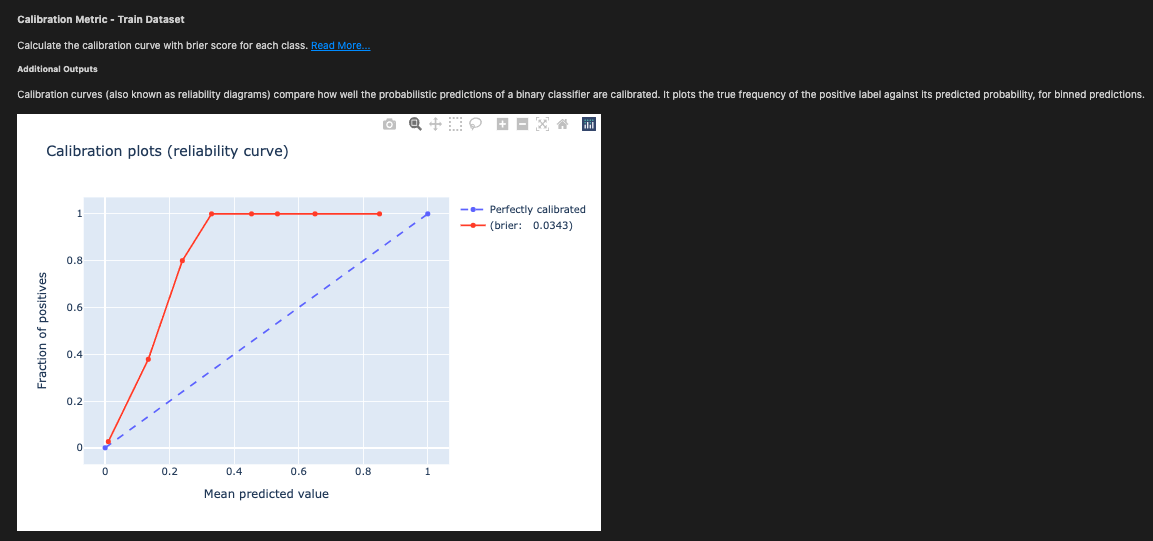 Calibration Metric - Train Dataset
Calculate the calibration curve with brier score for each class. Read More...
Additional Outputs
Calibration curves (also known as reliability diagrams) compare how well the probabilistic predictions of a binary classifier are calibrated. It plots the true frequency of the positive label against its predicted probability, for binned predictions.
Calibration plots (reliability curve)
Perfectly calibrated
(brier: 0.0343)
1
0.8
0.6
0.4
0.2
0
Fraction of positives
0 0.2 0.4 0.6 0.8 1
Mean predicted value